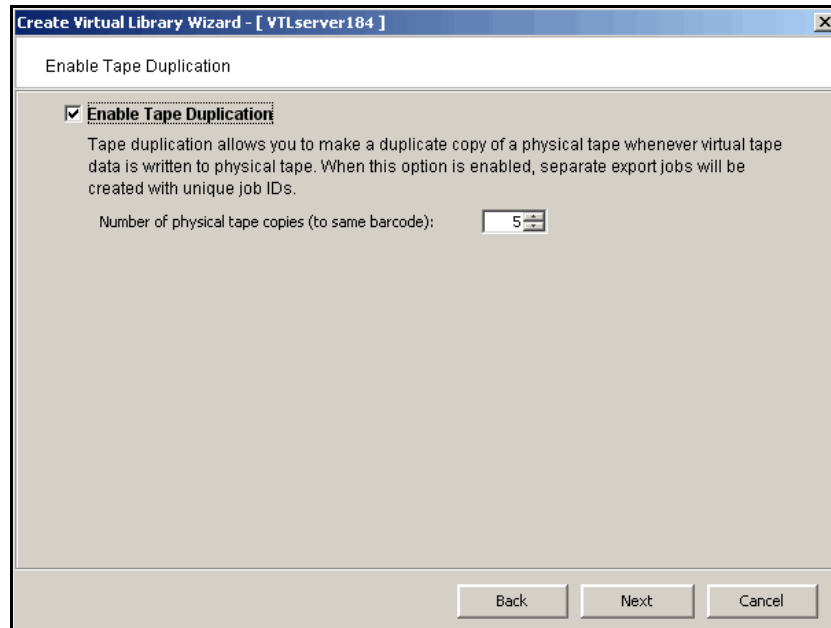 Create Virtual Library Wizard - [ VTLserver184 ]
Enable Tape Duplication
Enable Tape Duplication
Tape duplication allows you to make a duplicate copy of a physical tape whenever virtual tape
data is written to physical tape. When this option is enabled, separate export jobs will be
created with unique job IDs.
Number of physical tape copies (to same barcode): 5
Back Next Cancel